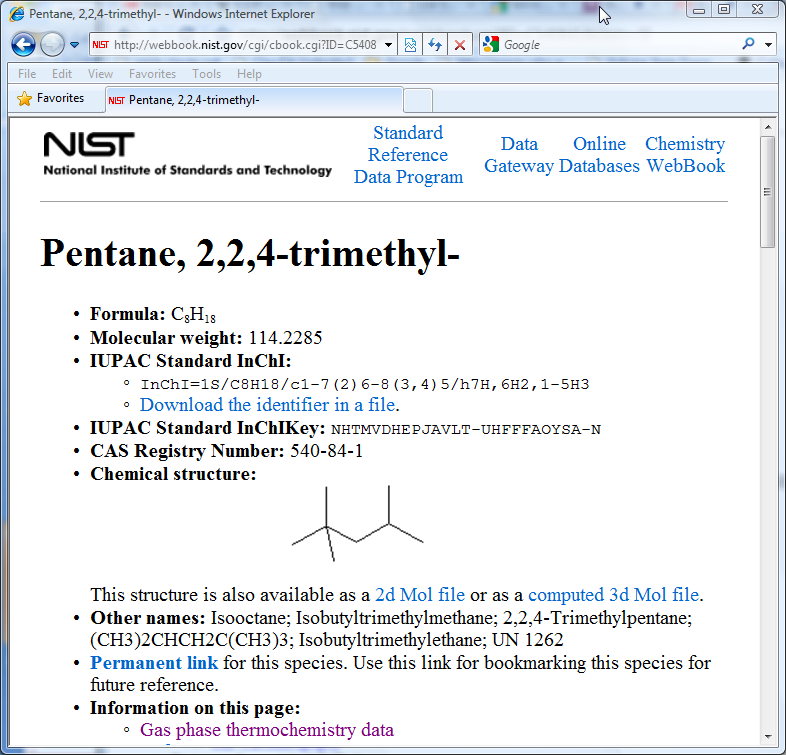 Pentane, 2,2,4-trimethyl- - Windows Internet Explorer
NIST http://webbook.nist.gov/cgi/cbook.cgi?ID=C5408
Google
File Edit View Favorites Tools Help
Favorites
NIST Pentane, 2,2,4-trimethyl-
NIST
National Institute of Standards and Technology
Standard
Reference
Data Program
Data
Gateway
Online
Databases
Chemistry
WebBook
Pentane, 2,2,4-trimethyl-
• Formula: C₈H₁₈
• Molecular weight: 114.2285
• IUPAC Standard InChI:
◦ InChI=1S/C8H18/c1-7(2)6-8(3,4)5/h7H,6H2,1-5H3
◦ Download the identifier in a file.
• IUPAC Standard InChIKey: NHTMVDHEPJAVLT-UHFFFAOYSA-N
• CAS Registry Number: 540-84-1
• Chemical structure:
This structure is also available as a 2d Mol file or as a computed 3d Mol file.
• Other names: Isooctane; Isobutyltrimethylmethane; 2,2,4-Trimethylpentane;
(CH3)2CHCH2C(CH3)3; Isobutyltrimethylethane; UN 1262
• Permanent link for this species. Use this link for bookmarking this species for
future reference.
• Information on this page:
◦ Gas phase thermochemistry data